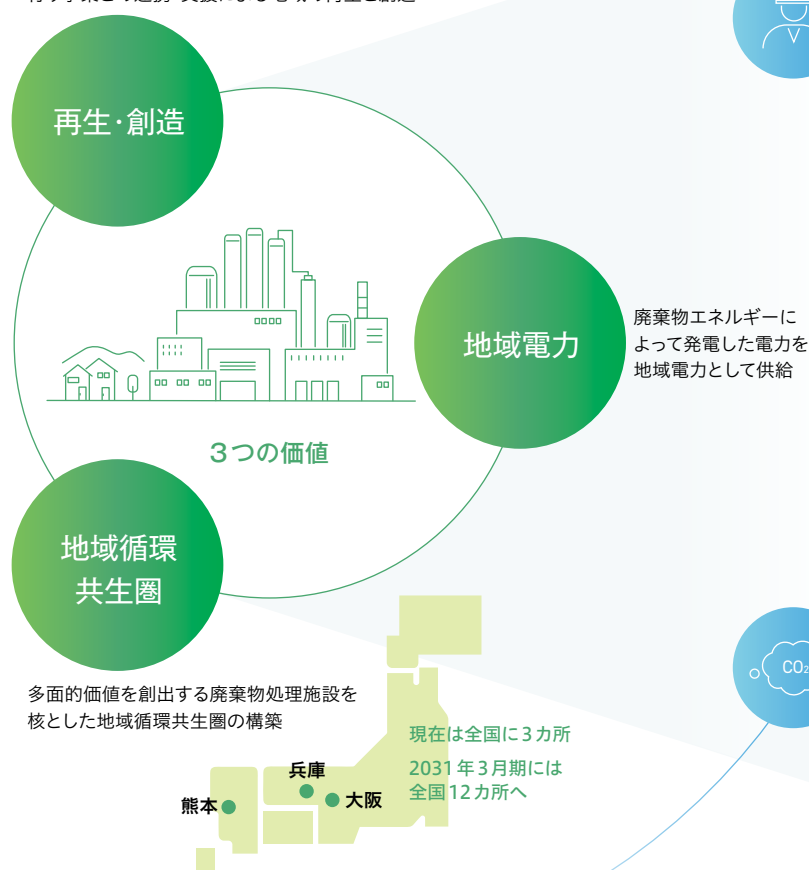 再生・創造
地域電力
廃棄物エネルギーに
よって発電した電力を
地域電力として供給
3つの価値
地域循環
共生圏
多面的価値を創出する廃棄物処理施設を
核とした地域循環共生圏の構築
現在は全国に3カ所
2031年3月期には
全国12カ所へ
兵庫
大阪
熊本
CO₂